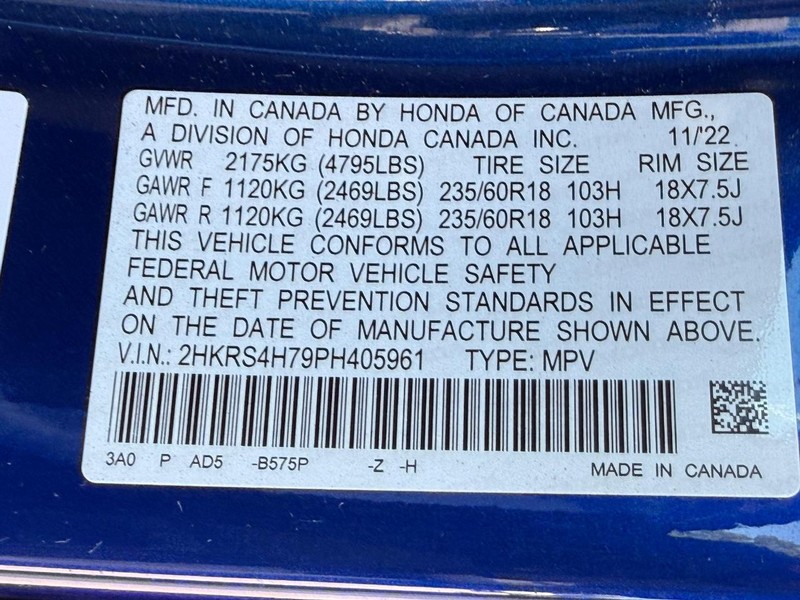 MFD. IN CANADA BY HONDA OF CANADA MFG.,
A DIVISION OF HONDA CANADA INC. 11/'22
GVWR 2175KG (4795LBS) TIRE SIZE RIM SIZE
GAWR F 1120KG (2469LBS) 235/60R18 103H 18X7.5J
GAWR R 1120KG (2469LBS) 235/60R18 103H 18X7.5J
THIS VEHICLE CONFORMS TO ALL APPLICABLE
FEDERAL MOTOR VEHICLE SAFETY
AND THEFT PREVENTION STANDARDS IN EFFECT
ON THE DATE OF MANUFACTURE SHOWN ABOVE.
V.I.N.: 2HKRS4H79PH405961 TYPE: MPV
3A0 P AD5 -B575P -Z -H MADE IN CANADA